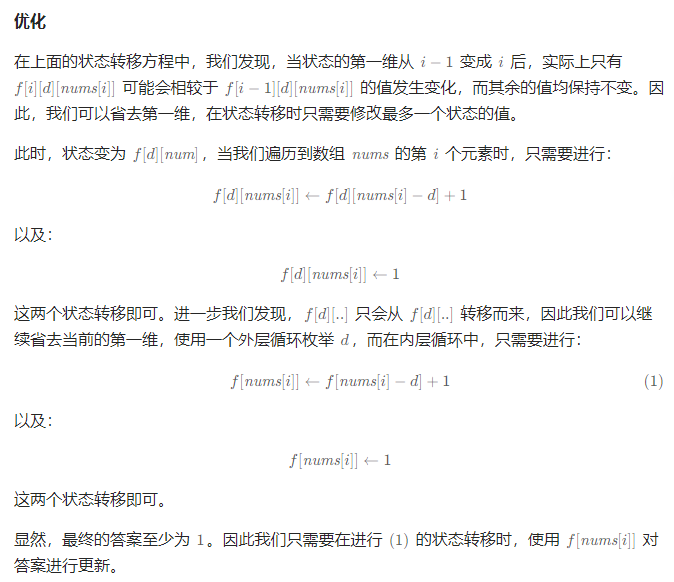 优化
在上面的状态转移方程中，我们发现，当状态的第一维从 i − 1 变成 i 后，实际上只有
f[i][d][nums[i]] 可能会相较于 f[i − 1][d][nums[i]] 的值发生变化，而其余的值均保持不变。因
此，我们可以省去第一维，在状态转移时只需要修改最多一个状态的值。
此时，状态变为 f[d][num]，当我们遍历到数组 nums 的第 i 个元素时，只需要进行：
f[d][nums[i]] ← f[d][nums[i] − d] + 1
以及：
f[d][nums[i]] ← 1
这两个状态转移即可。进一步我们发现，f[d][..] 只会从 f[d][..] 转移而来，因此我们可以继
续省去当前的第一维，使用一个外层循环枚举 d，而在内层循环中，只需要进行：
f[nums[i]] ← f[nums[i] − d] + 1 (1)
以及：
f[nums[i]] ← 1
这两个状态转移即可。
显然，最终的答案至少为 1。因此我们只需要在进行 (1) 的状态转移时，使用 f[nums[i]] 对
答案进行更新。